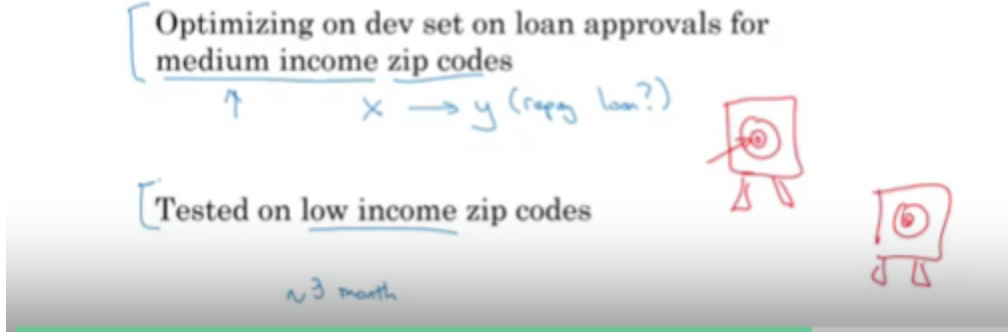 Optimizing on dev set on loan approvals for
medium income zip codes
x → y (repay loan?)
Tested on low income zip codes
~3 month